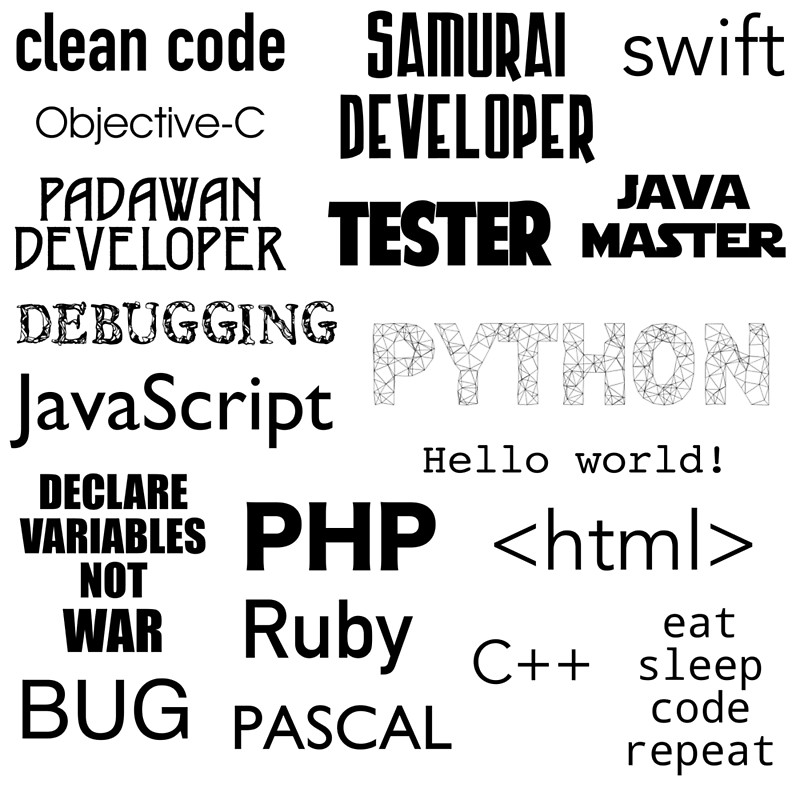 clean code
SAMURAI
DEVELOPER
swift
Objective-C
PADAWAN
DEVELOPER
TESTER
JAVA
MASTER
DEBUGGING
PYTHON
JavaScript
Hello world!
DECLARE
VARIABLES
NOT
WAR
PHP
<html>
Ruby
C++
eat
sleep
code
repeat
BUG
PASCAL